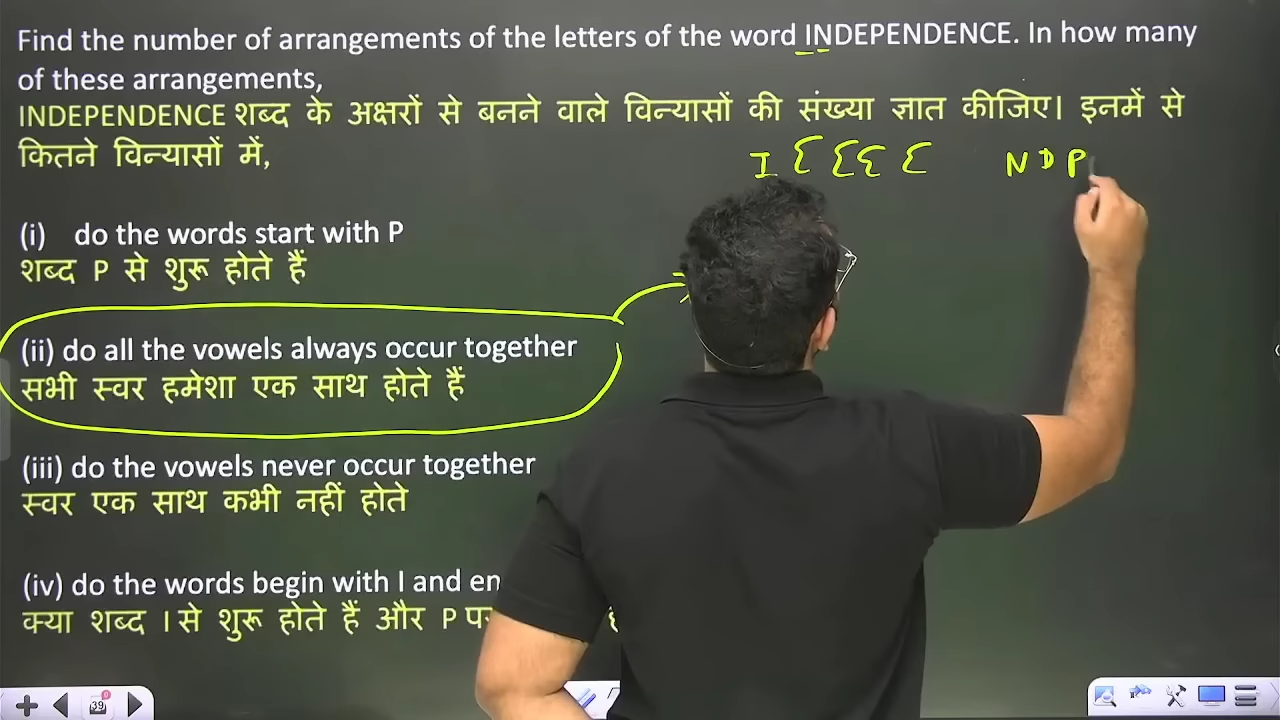 Find the number of arrangements of the letters of the word INDEPENDENCE. In how many
of these arrangements,
INDEPENDENCE शब्द के अक्षरों से बनने वाले विन्यासों की संख्या ज्ञात कीजिए। इनमें से
कितने विन्यासों में,
I E E E E N D P
(i) do the words start with P
शब्द P से शुरू होते हैं
(ii) do all the vowels always occur together
सभी स्वर हमेशा एक साथ होते हैं
(iii) do the vowels never occur together
स्वर एक साथ कभी नहीं होते
(iv) do the words begin with I and en
क्या शब्द I से शुरू होते हैं और P
39